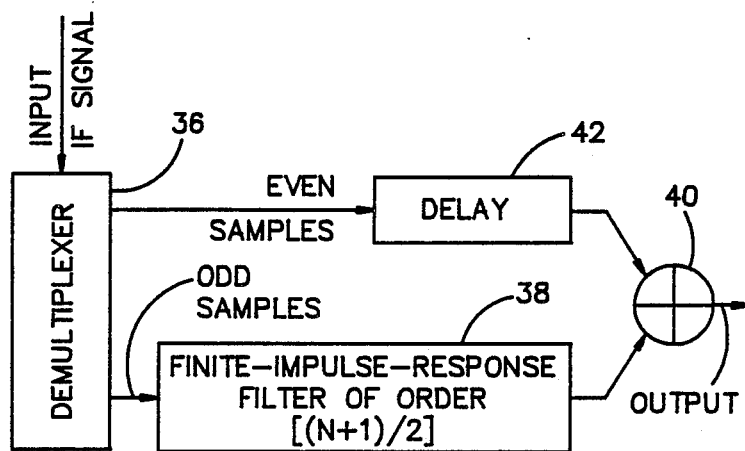 INPUT
IF SIGNAL
36
DEMULTIPLEXER
EVEN
SAMPLES
42
DELAY
40
ODD
SAMPLES
38
FINITE-IMPULSE-RESPONSE
FILTER OF ORDER
[(N+1)/2]
OUTPUT